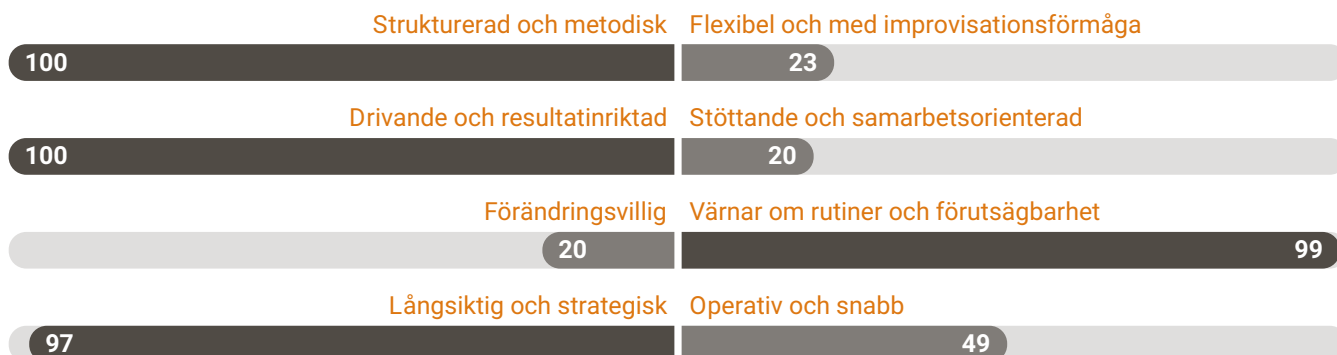 Strukturerad och metodisk Flexibel och med improvisationsförmåga
100 23
Drivande och resultatinriktad Stöttande och samarbetsorienterad
100 20
Förändringsvillig Värnar om rutiner och förutsägbarhet
20 99
Långsiktig och strategisk Operativ och snabb
97 49